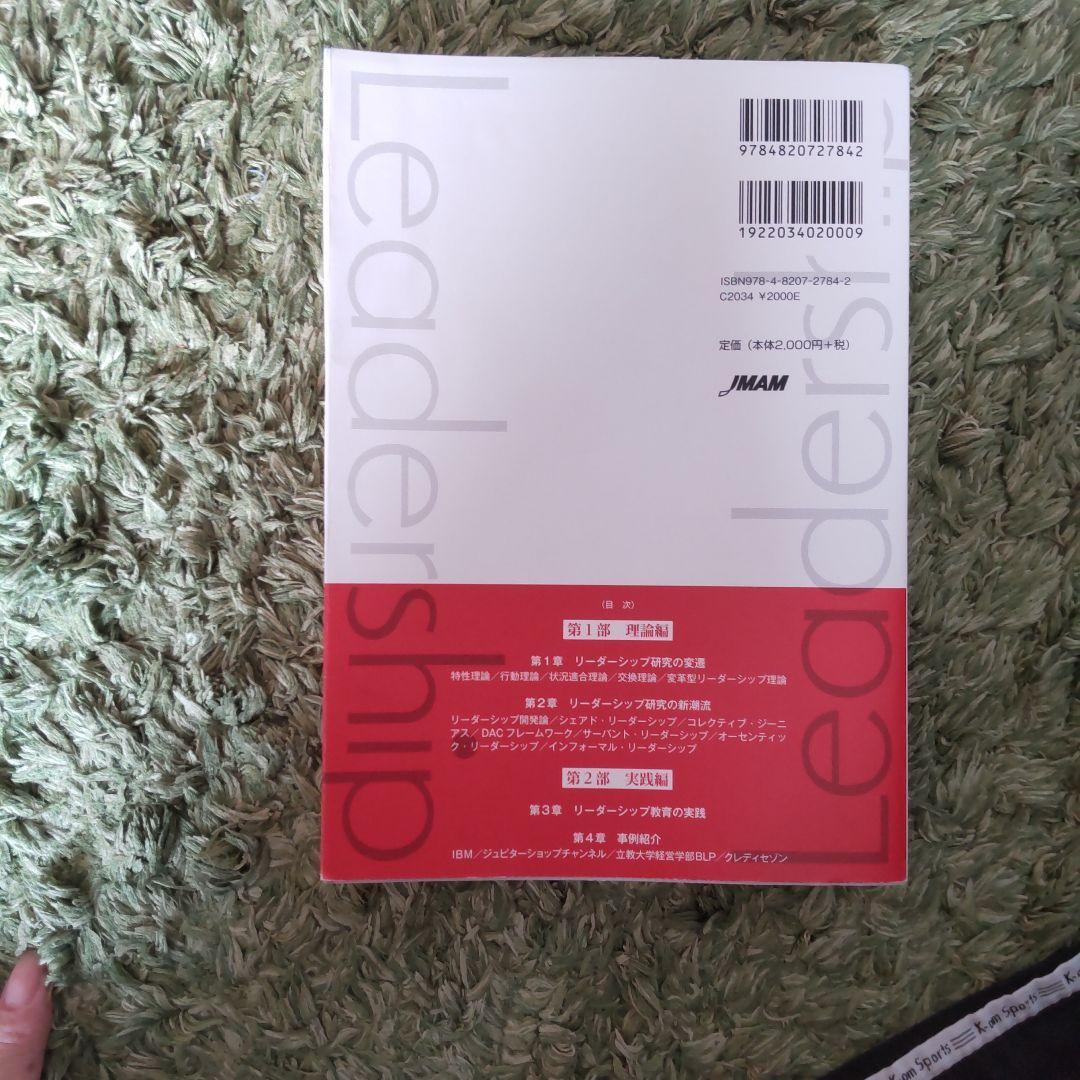 Leadership
9784820727842
1922034020009
ISBN978-4-8207-2784-2
C2034 ¥2000E
定価（本体2,000円+税）
JMAM
（目 次）
第1部 理論編
第1章 リーダーシップ研究の変遷
特性理論／行動理論／状況適合理論／交換理論／変革型リーダーシップ理論
第2章 リーダーシップ研究の新潮流
リーダーシップ開発論／シェアド・リーダーシップ／コレクティブ・ジーニ
アス／DACフレームワーク／サーバント・リーダーシップ／オーセンティッ
ク・リーダーシップ／インフォーマル・リーダーシップ
第2部 実践編
第3章 リーダーシップ教育の実践
第4章 事例紹介
IBM／ジュピターショップチャンネル／立教大学経営学部BLP／クレディセゾン
K-om Sports
K-om Sports